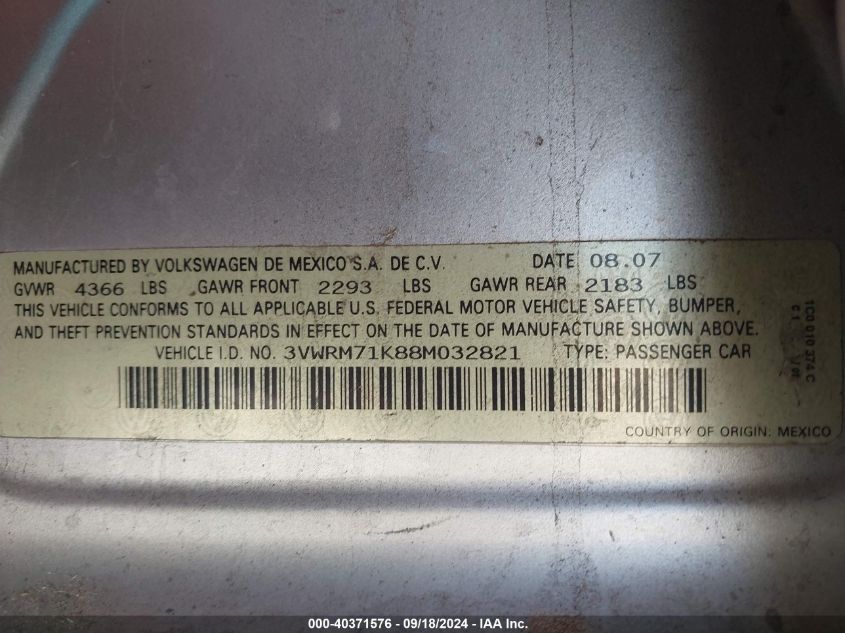 MANUFACTURED BY VOLKSWAGEN DE MEXICO S.A. DE C.V. DATE 08.07
GVWR 4366 LBS GAWR FRONT 2293 LBS GAWR REAR 2183 LBS
THIS VEHICLE CONFORMS TO ALL APPLICABLE U.S. FEDERAL MOTOR VEHICLE SAFETY, BUMPER,
AND THEFT PREVENTION STANDARDS IN EFFECT ON THE DATE OF MANUFACTURE SHOWN ABOVE.
VEHICLE I.D. NO. 3VWRM71K88M032821 TYPE: PASSENGER CAR
COUNTRY OF ORIGIN: MEXICO
1C0 010 374 C
000-40371576 - 09/18/2024 - IAA Inc.